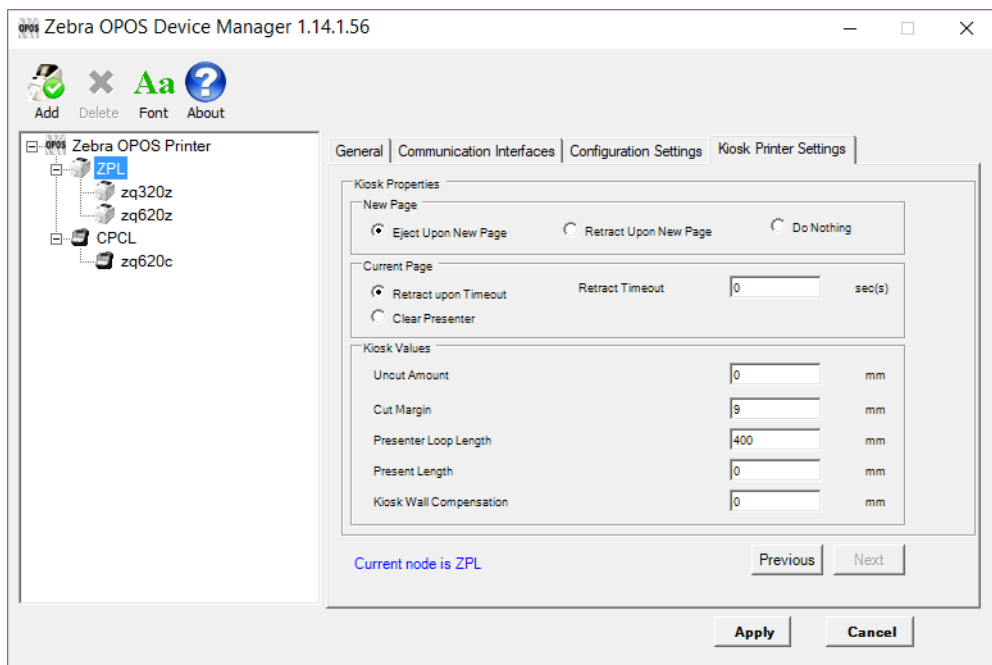 OPOS Zebra OPOS Device Manager 1.14.1.56
Add Delete Font About
Aa
?
OPOS Zebra OPOS Printer
ZPL
zq320z
zq620z
CPCL
zq620c
General Communication Interfaces Configuration Settings Kiosk Printer Settings
Kiosk Properties
New Page
Eject Upon New Page Retract Upon New Page Do Nothing
Current Page
Retract upon Timeout Retract Timeout 0 sec(s)
Clear Presenter
Kiosk Values
Uncut Amount 0 mm
Cut Margin 9 mm
Presenter Loop Length 400 mm
Present Length 0 mm
Kiosk Wall Compensation 0 mm
Current node is ZPL
Previous Next
Apply Cancel